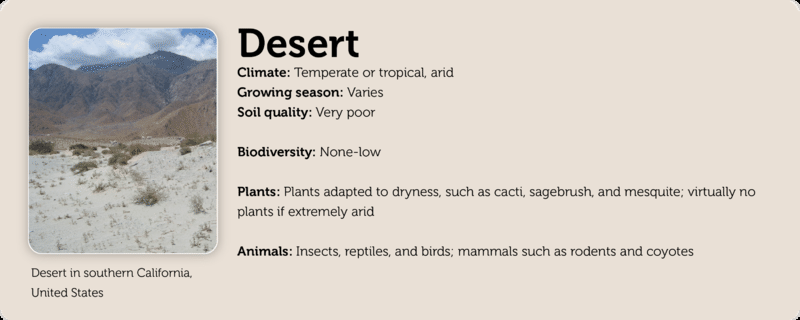 Desert
Climate: Temperate or tropical, arid
Growing season: Varies
Soil quality: Very poor
Biodiversity: None-low
Plants: Plants adapted to dryness, such as cacti, sagebrush, and mesquite; virtually no
plants if extremely arid
Animals: Insects, reptiles, and birds; mammals such as rodents and coyotes
Desert in southern California,
United States